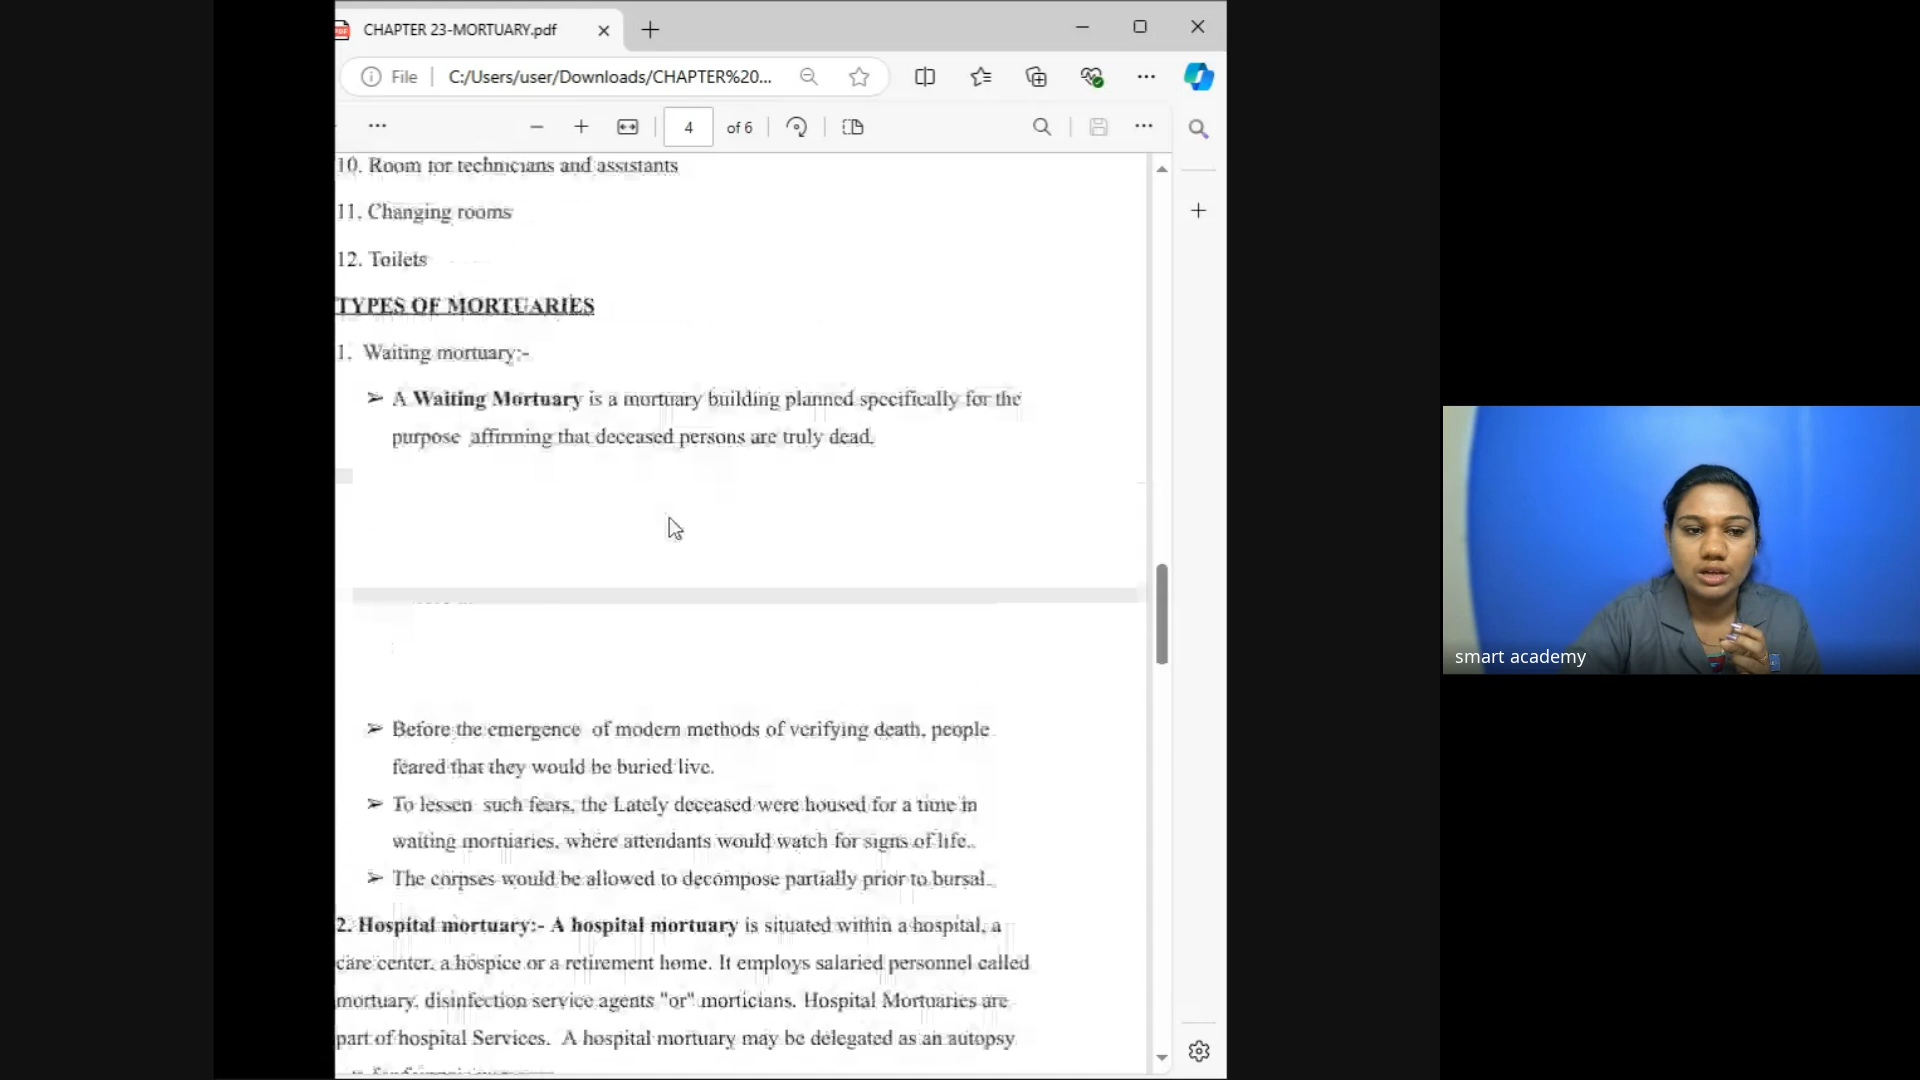 CHAPTER 23-MORTUARY.pdf
File
C:/Users/user/Downloads/CHAPTER%20...
4 of 6
10. Room for technicians and assistants
11. Changing rooms
12. Toilets
TYPES OF MORTUARIES
1. Waiting mortuary:-
➢ A Waiting Mortuary is a mortuary building planned specifically for the
purpose affirming that deceased persons are truly dead.
➢ Before the emergence of modern methods of verifying death, people
feared that they would be buried live.
➢ To lessen such fears, the Lately deceased were housed for a time in
waiting morniaries, where attendants would watch for signs of life.
➢ The corpses would be allowed to decompose partially prior to bursal.
2. Hospital mortuary:- A hospital mortuary is situated within a hospital, a
care center, a hospice or a retirement home. It employs salaried personnel called
mortuary, disinfection service agents "or" morticians. Hospital Mortuaries are
part of hospital Services. A hospital mortuary may be delegated as an autopsy
smart academy